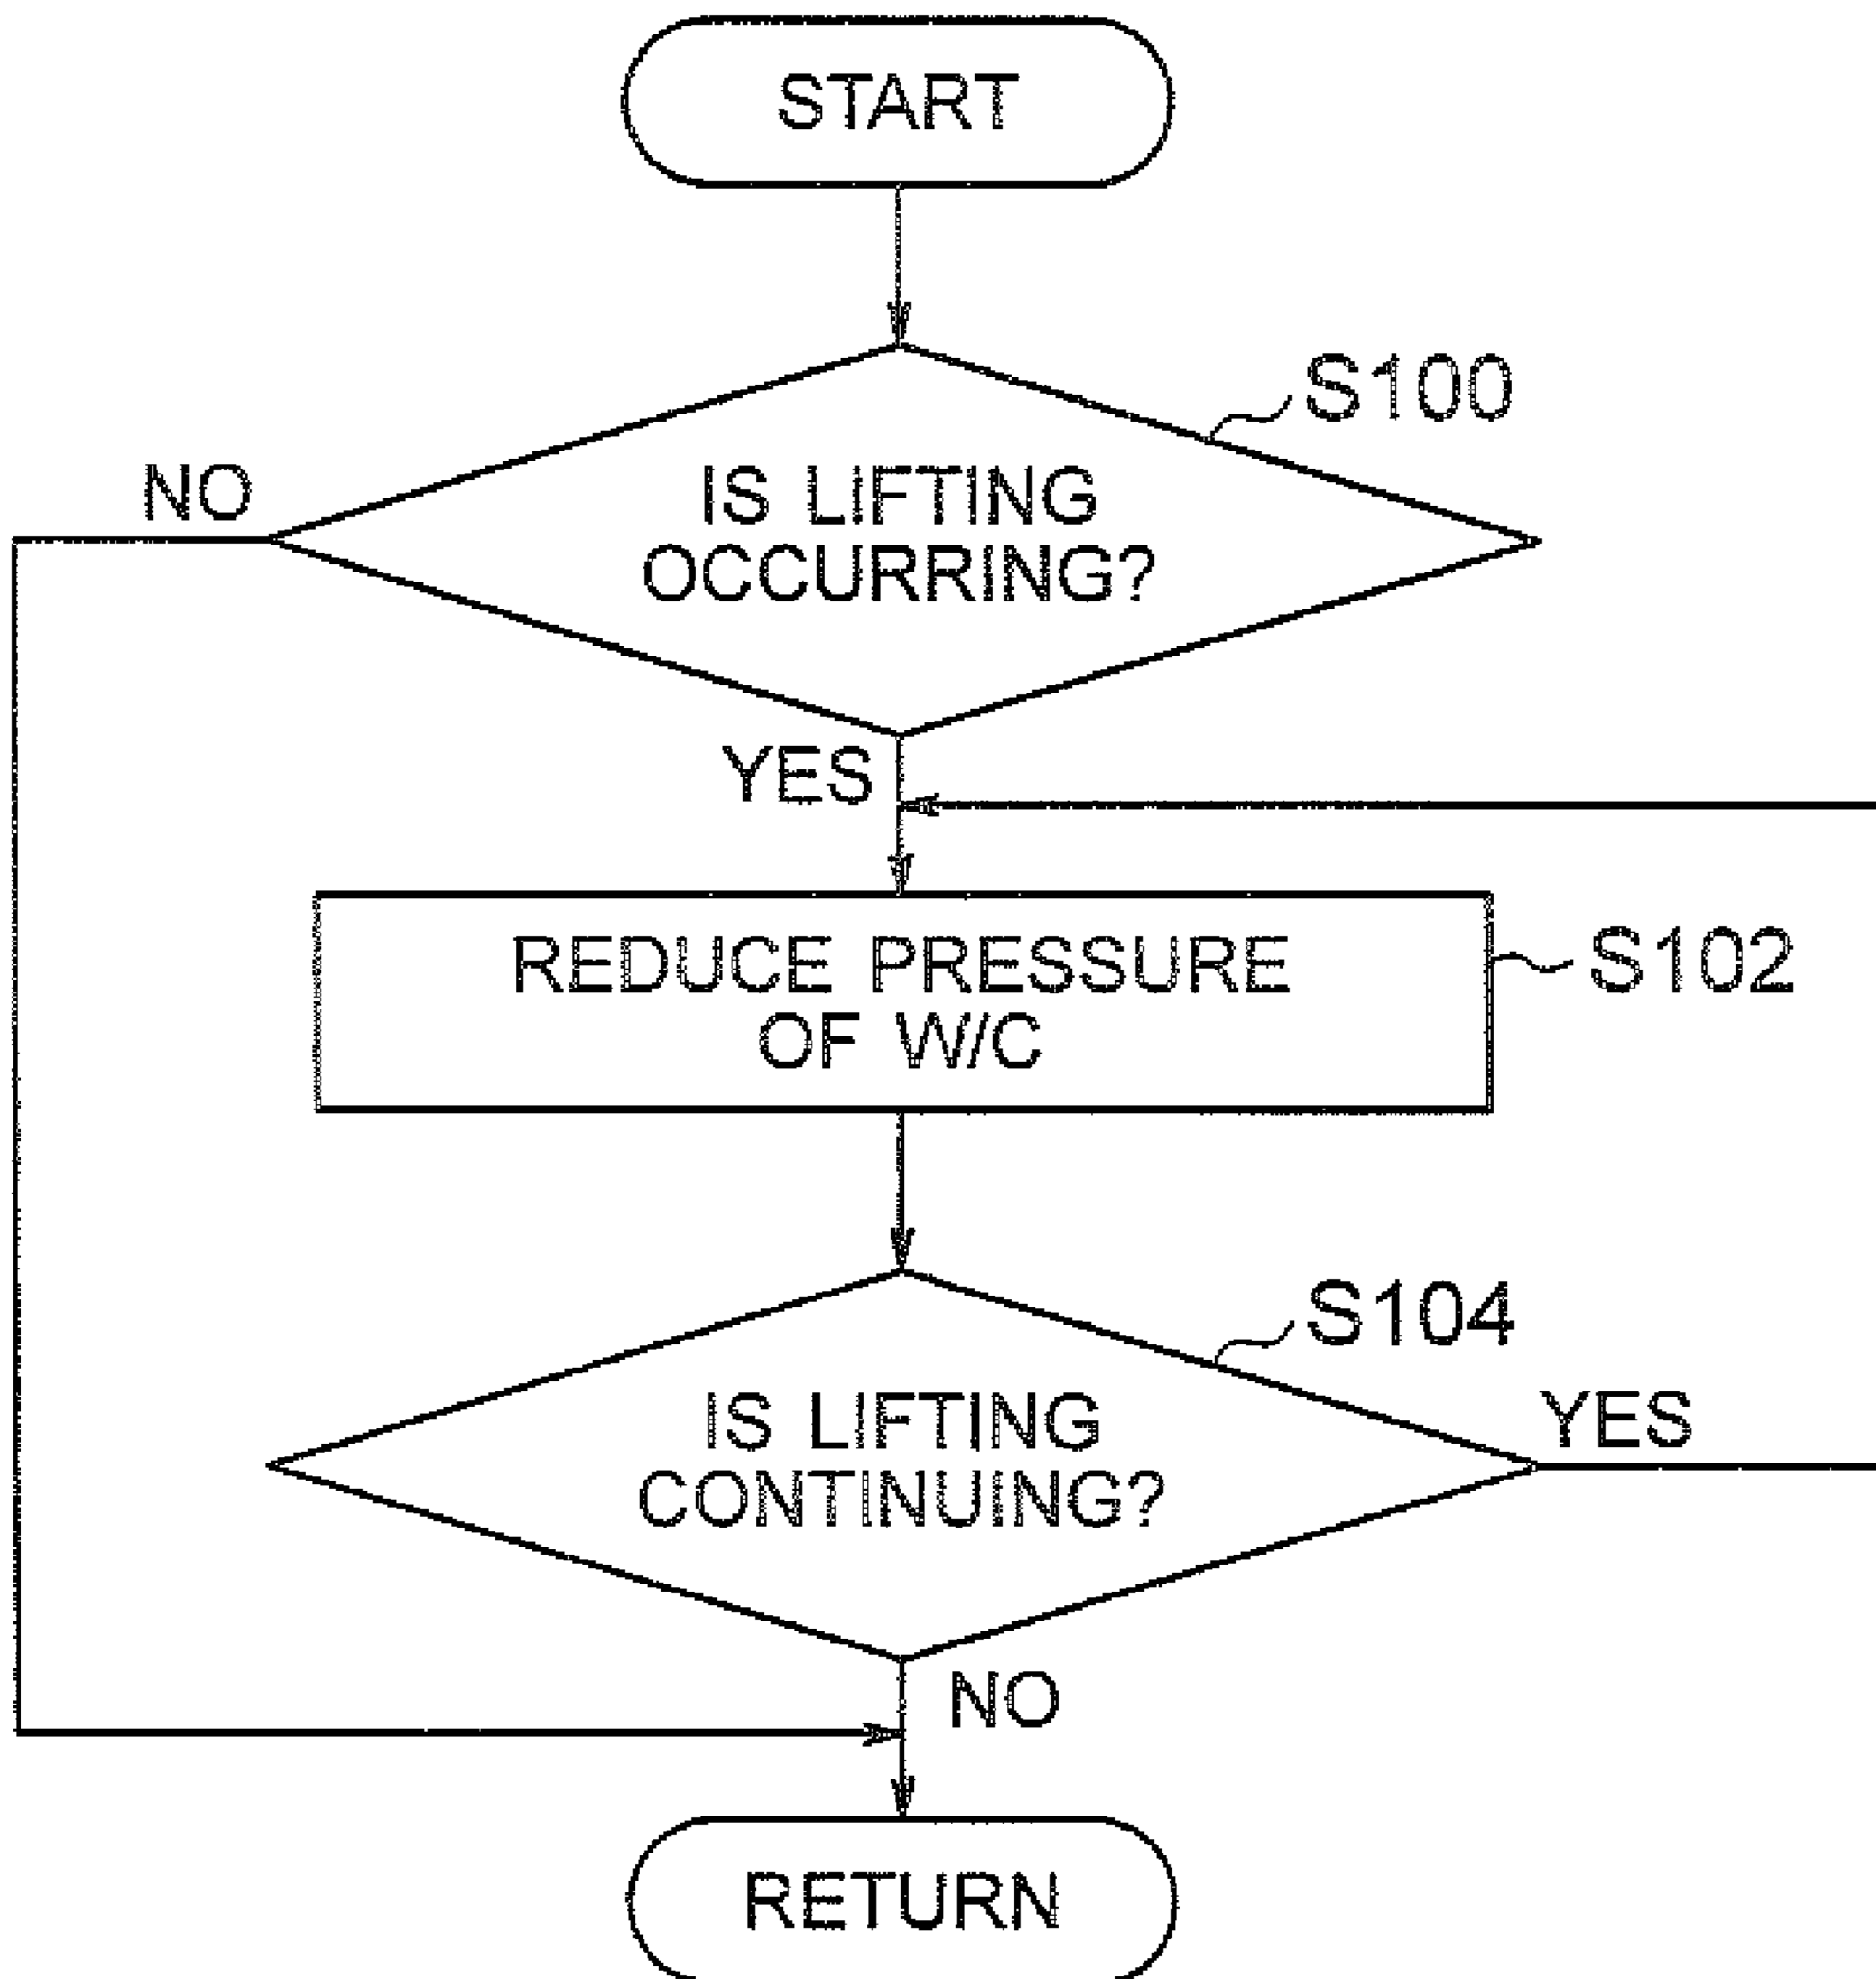 START
S100
NO
IS LIFTING
OCCURRING?
YES
REDUCE PRESSURE
OF W/C
S102
S104
IS LIFTING
CONTINUING?
YES
NO
RETURN